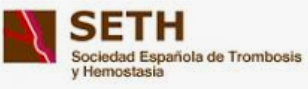 SETH
Sociedad Española de Trombosis
y Hemostasia